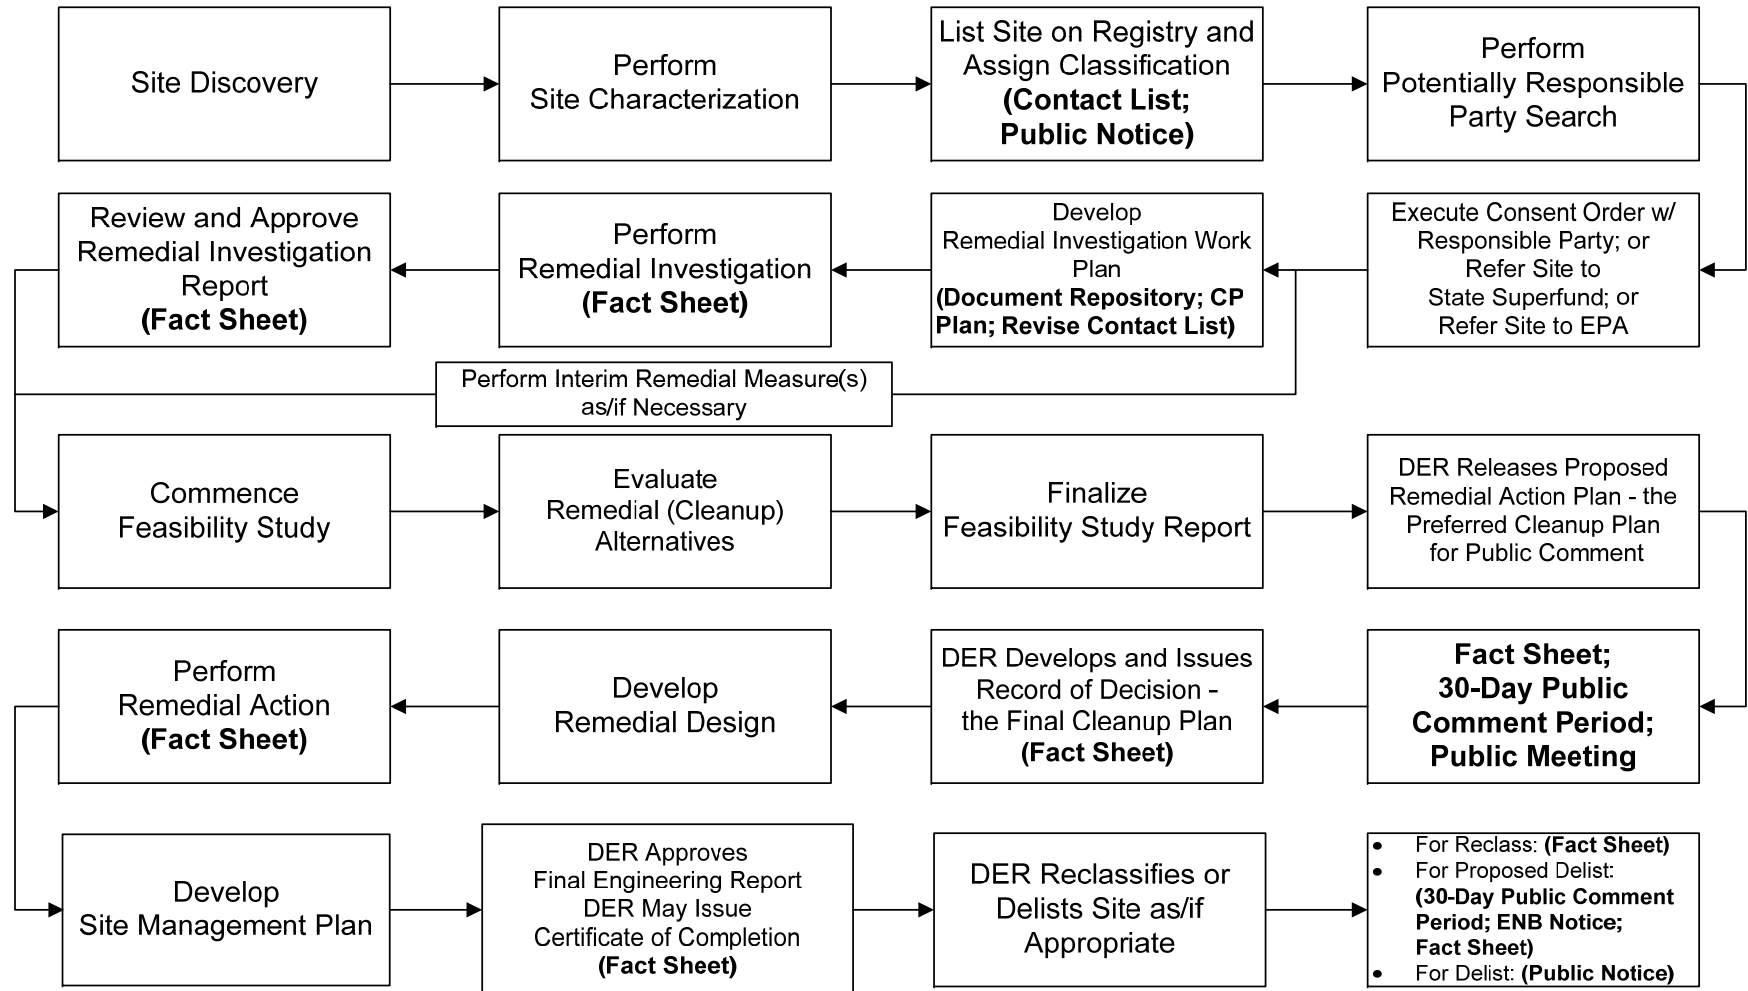 Site Discovery
Perform
Site Characterization
List Site on Registry and
Assign Classification
(Contact List;
Public Notice)
Perform
Potentially Responsible
Party Search
Execute Consent Order w/
Responsible Party; or
Refer Site to
State Superfund; or
Refer Site to EPA
Develop
Remedial Investigation Work
Plan
(Document Repository; CP
Plan; Revise Contact List)
Perform
Remedial Investigation
(Fact Sheet)
Review and Approve
Remedial Investigation
Report
(Fact Sheet)
Perform Interim Remedial Measure(s)
as/if Necessary
Commence
Feasibility Study
Evaluate
Remedial (Cleanup)
Alternatives
Finalize
Feasibility Study Report
DER Releases Proposed
Remedial Action Plan - the
Preferred Cleanup Plan
for Public Comment
Fact Sheet;
30-Day Public
Comment Period;
Public Meeting
DER Develops and Issues
Record of Decision -
the Final Cleanup Plan
(Fact Sheet)
Develop
Remedial Design
Perform
Remedial Action
(Fact Sheet)
Develop
Site Management Plan
DER Approves
Final Engineering Report
DER May Issue
Certificate of Completion
(Fact Sheet)
DER Reclassifies or
Delists Site as/if
Appropriate
• For Reclass: (Fact Sheet)
• For Proposed Delist:
(30-Day Public Comment
Period; ENB Notice;
Fact Sheet)
• For Delist: (Public Notice)